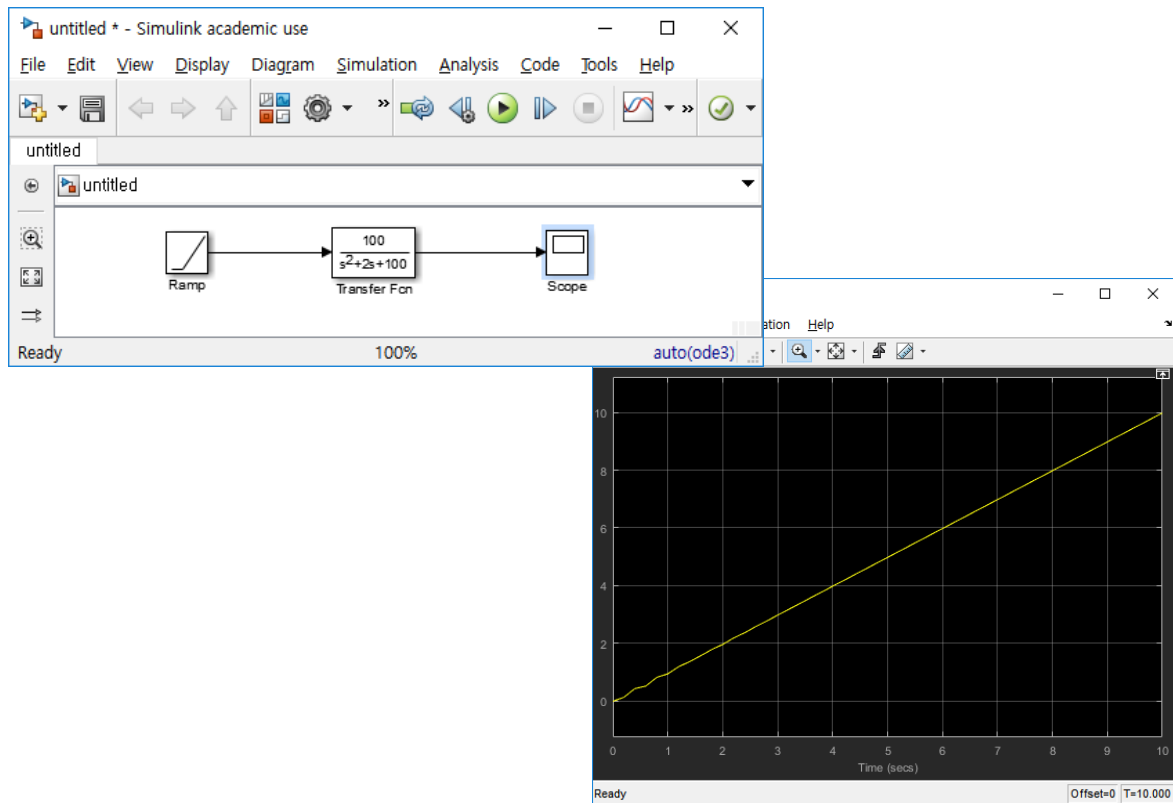 untitled * - Simulink academic use
File Edit View Display Diagram Simulation Analysis Code Tools Help
» »
untitled
untitled
100
s²+2s+100
Ramp
Transfer Fcn
Scope
Ready 100% auto(ode3)
ation Help
10
8
6
4
2
0
0 1 2 3 4 5 6 7 8 9 10
Time (secs)
Ready Offset=0 T=10.000